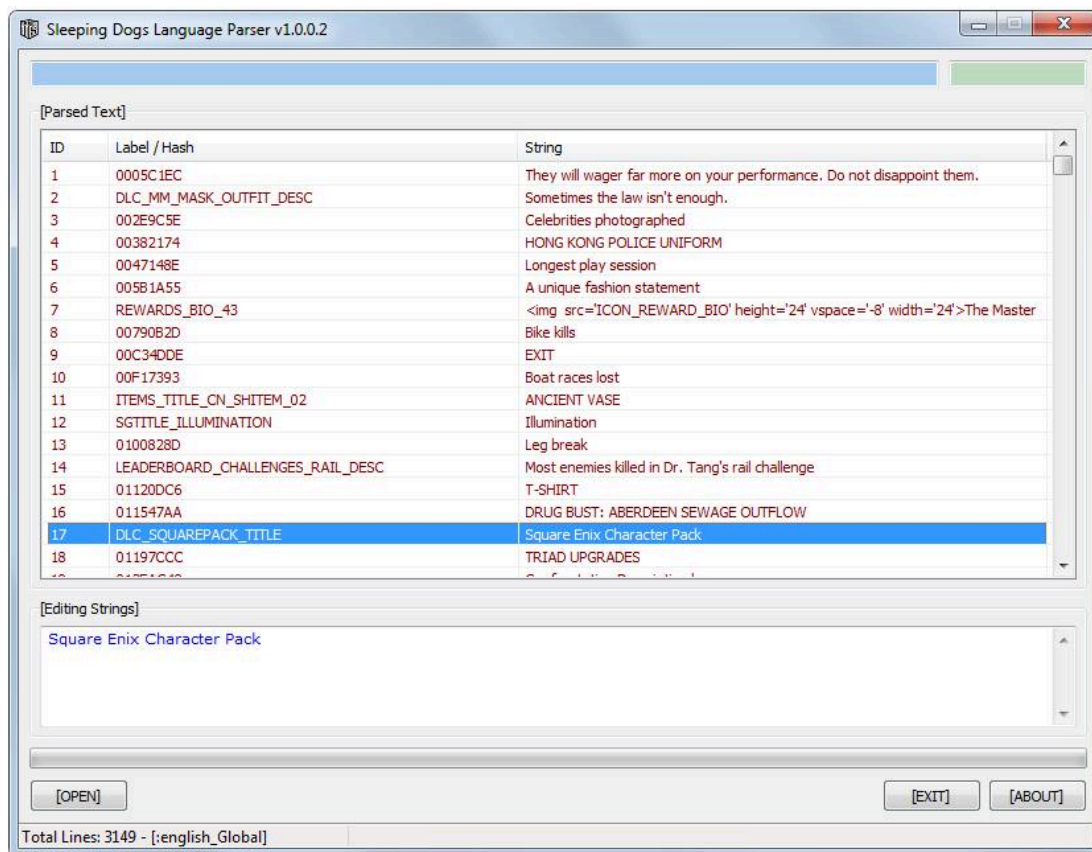 Sleeping Dogs Language Parser v1.0.0.2
[Parsed Text]
ID Label / Hash String
1 0005C1EC They will wager far more on your performance. Do not disappoint them.
2 DLC_MM_MASK_OUTFIT_DESC Sometimes the law isn't enough.
3 002E9C5E Celebrities photographed
4 00382174 HONG KONG POLICE UNIFORM
5 0047148E Longest play session
6 005B1A55 A unique fashion statement
7 REWARDS_BIO_43 <img src='ICON_REWARD_BIO' height='24' vspace='-8' width='24'>The Master
8 00790B2D Bike kills
9 00C34DDE EXIT
10 00F17393 Boat races lost
11 ITEMS_TITLE_CN_SHITEM_02 ANCIENT VASE
12 SGTITLE_ILLUMINATION Illumination
13 0100828D Leg break
14 LEADERBOARD_CHALLENGES_RAIL_DESC Most enemies killed in Dr. Tang's rail challenge
15 01120DC6 T-SHIRT
16 011547AA DRUG BUST: ABERDEEN SEWAGE OUTFLOW
17 DLC_SQUAREPACK_TITLE Square Enix Character Pack
18 01197CCC TRIAD UPGRADES
[Editing Strings]
Square Enix Character Pack
[OPEN] [EXIT] [ABOUT]
Total Lines: 3149 - [:english_Global]